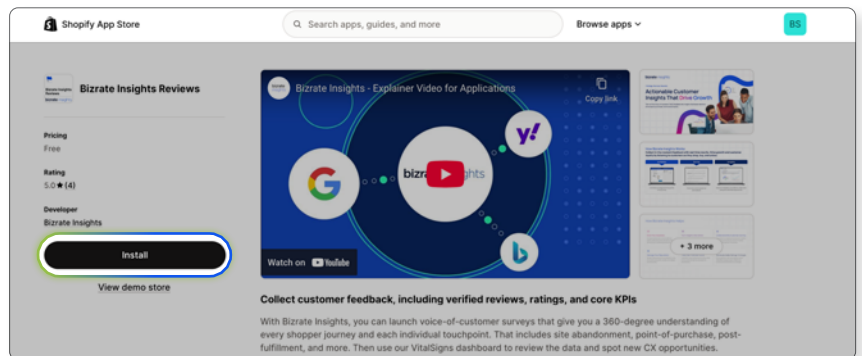 Shopify App Store
Search apps, guides, and more
Browse apps
BS
Bizrate Insights Reviews
Pricing
Free
Rating
5.0★(4)
Developer
Bizrate Insights
Install
View demo store
Bizrate Insights - Explainer Video for Applications
Copy link
G
y!
b
Watch on YouTube
Actionable Customer
Insights That Drive Growth
+ 3 more
Collect customer feedback, including verified reviews, ratings, and core KPIs
With Bizrate Insights, you can launch voice-of-customer surveys that give you a 360-degree understanding of
every shopper journey and each individual touchpoint. That includes site abandonment, point-of-purchase, post-
fulfillment, and more. Then use our VitalSigns dashboard to review the data and spot new CX opportunities.